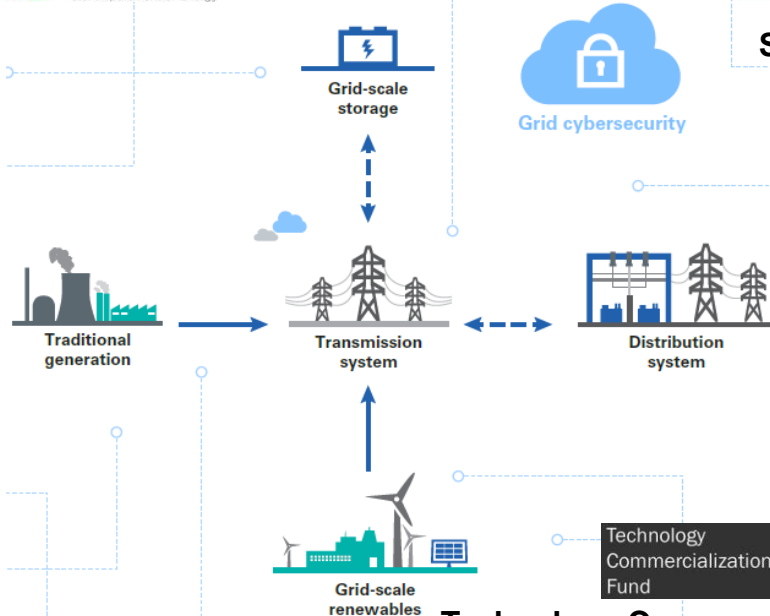 Grid-scale
storage
Grid cybersecurity
Traditional
generation
Transmission
system
Distribution
system
Technology
Commercialization
Fund
Grid-scale
renewables